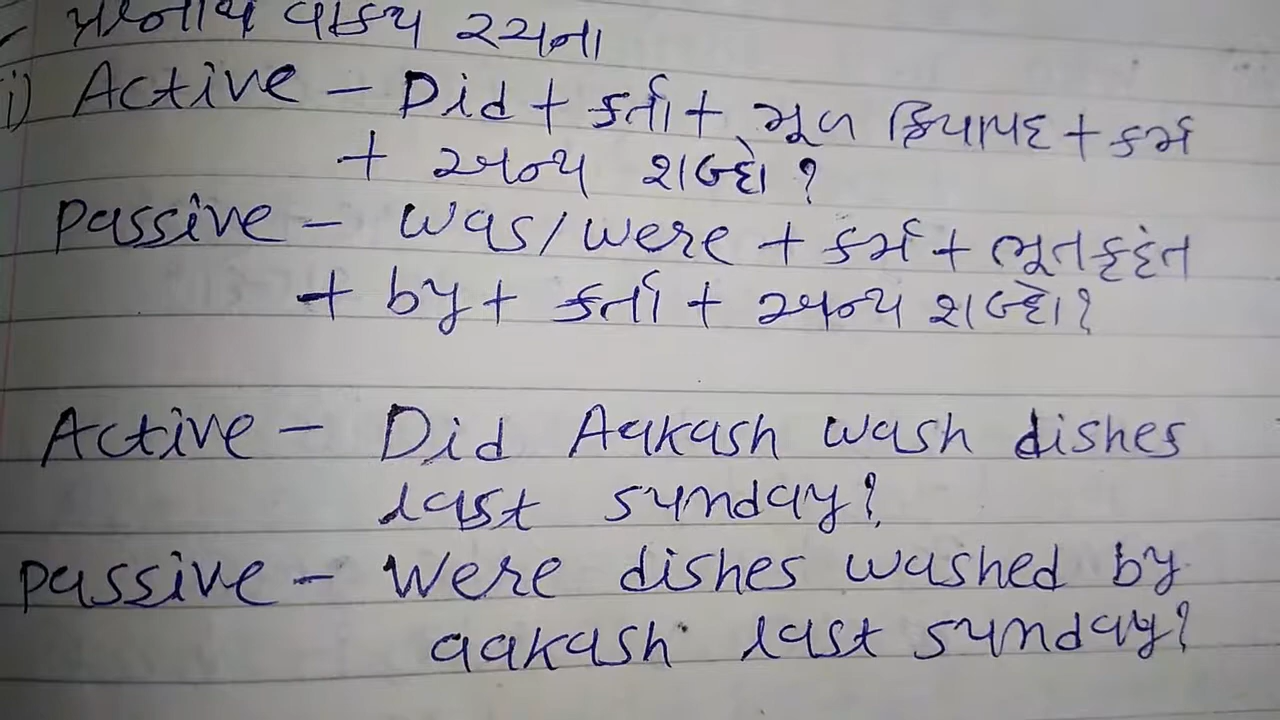 પ્રશ્નાર્થ વાક્ય રચના
i) Active - Did + કર્તા + મૂળ ક્રિયાપદ + કર્મ
+ અન્ય શબ્દો ?
Passive - was/were + કર્મ + ભૂતકૃદંત
+ by + કર્તા + અન્ય શબ્દો ?
Active - Did Aakash wash dishes
last sunday?
Passive - Were dishes washed by
aakash last sunday?